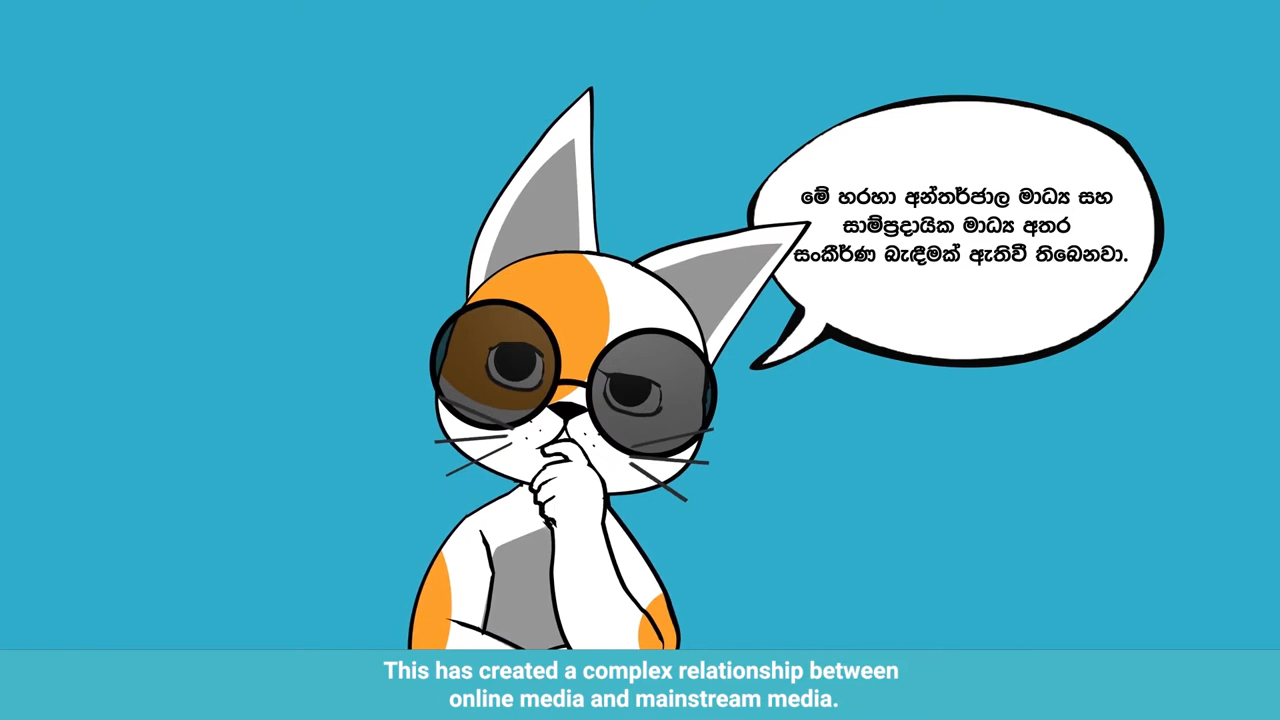 මේ හරහා අන්තර්ජාල මාධ්‍ය සහ
සාම්ප්‍රදායික මාධ්‍ය අතර
සංකීර්ණ බැඳීමක් ඇතිවී තිබෙනවා.
This has created a complex relationship between
online media and mainstream media.